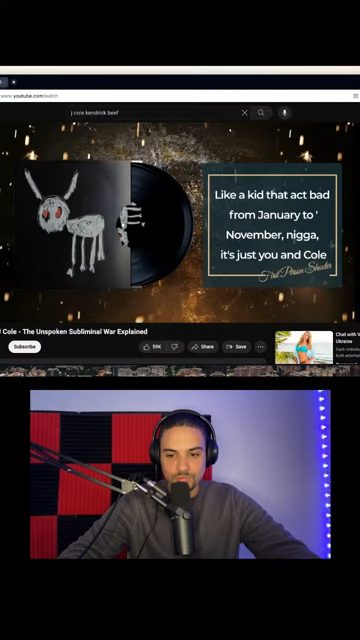 www.youtube.com/watch
j cole kendrick beef
Like a kid that act bad
from January to '
November, nigga,
it's just you and Cole
First Person Shooter
Cole - The Unspoken Subliminal War Explained
Subscribe
59K
Share
Save
Chat with
Ukraine